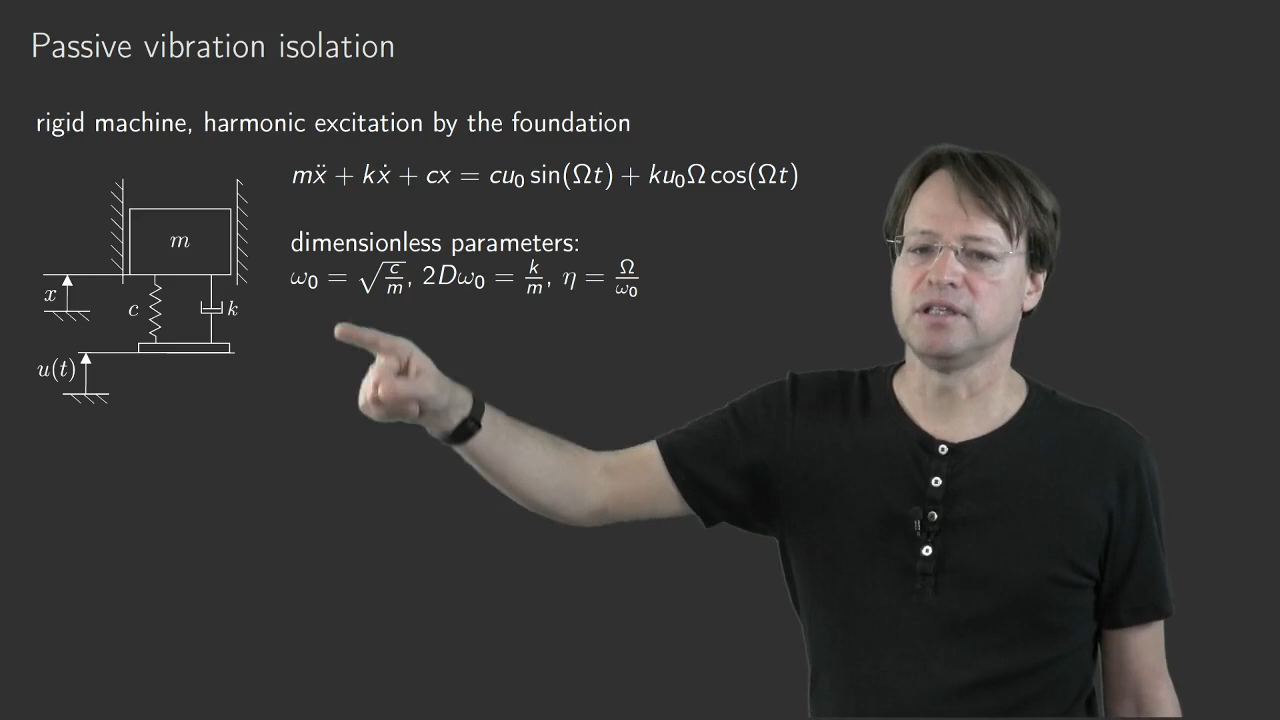 Passive vibration isolation
rigid machine, harmonic excitation by the foundation
mẍ + kẋ + cx = cu₀ sin(Ωt) + ku₀Ω cos(Ωt)
dimensionless parameters:
ω₀ = √(c/m), 2Dω₀ = k/m, η = Ω/ω₀
m
x
c
k
u(t)